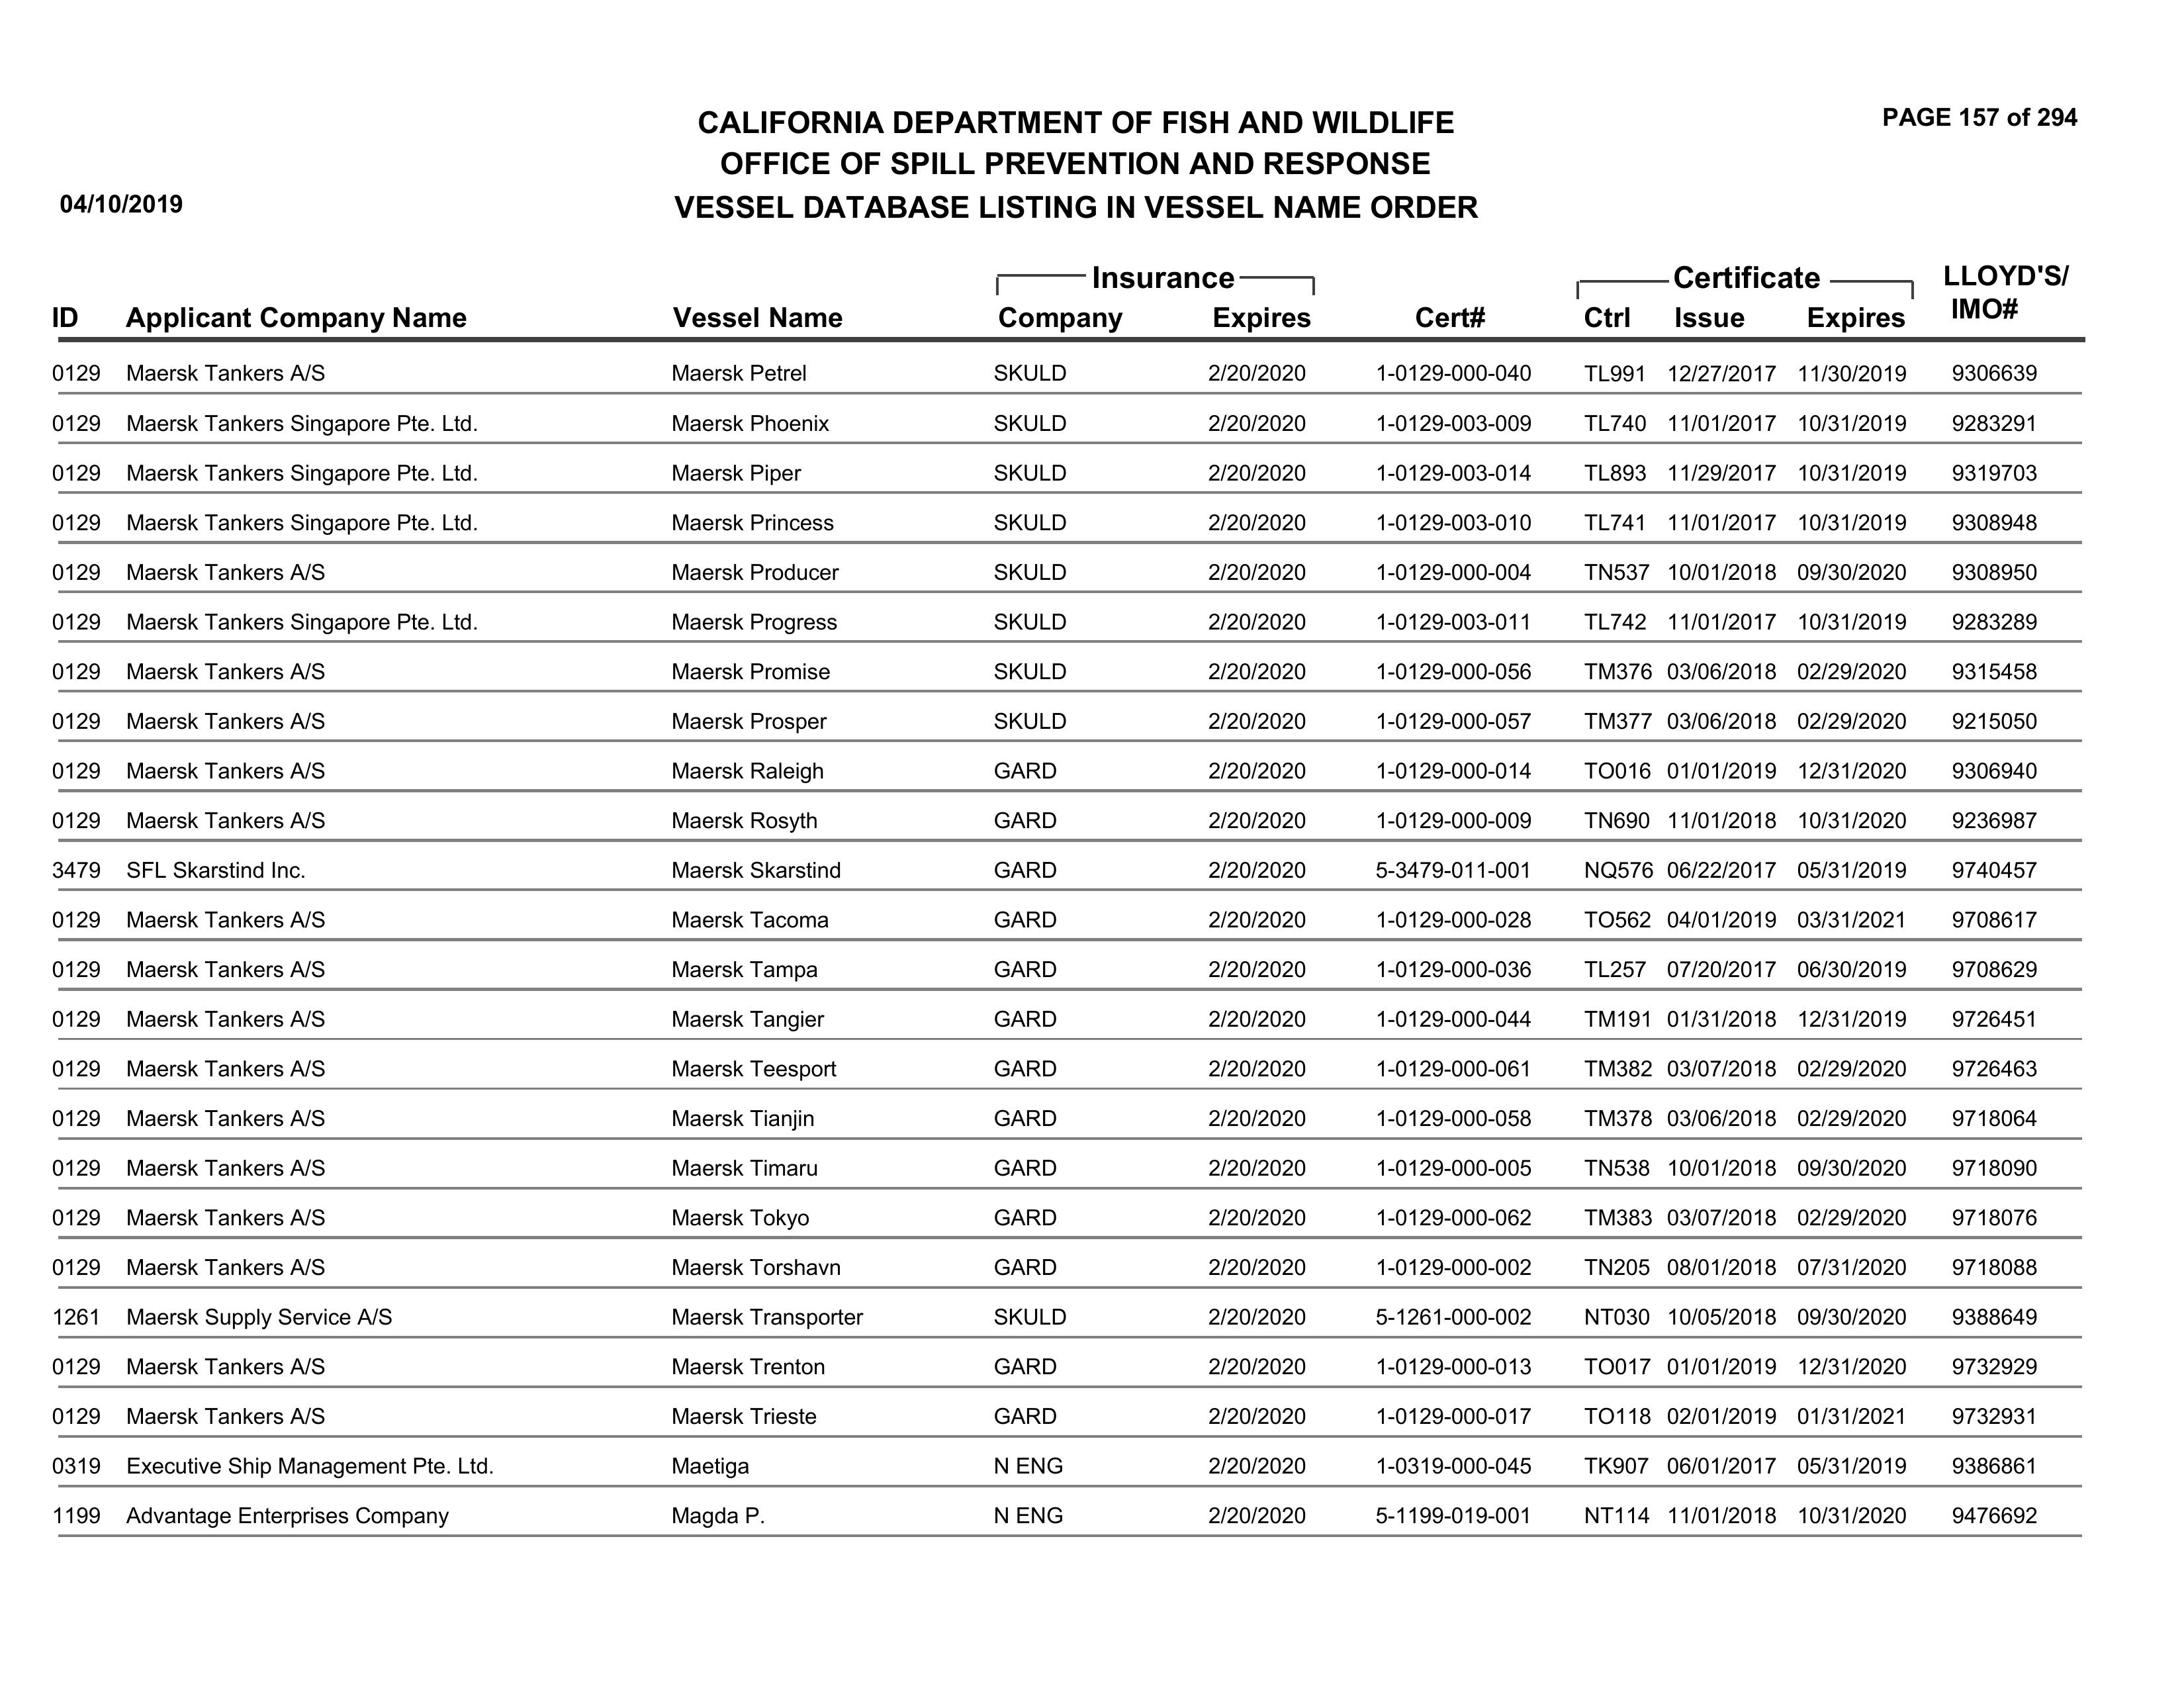 CALIFORNIA DEPARTMENT OF FISH AND WILDLIFE
PAGE 157 of 294
OFFICE OF SPILL PREVENTION AND RESPONSE
04/10/2019
VESSEL DATABASE LISTING IN VESSEL NAME ORDER
Insurance Certificate LLOYD'S/
ID Applicant Company Name Vessel Name Company Expires Cert# Ctrl Issue Expires IMO#
0129 Maersk Tankers A/S Maersk Petrel SKULD 2/20/2020 1-0129-000-040 TL991 12/27/2017 11/30/2019 9306639
0129 Maersk Tankers Singapore Pte. Ltd. Maersk Phoenix SKULD 2/20/2020 1-0129-003-009 TL740 11/01/2017 10/31/2019 9283291
0129 Maersk Tankers Singapore Pte. Ltd. Maersk Piper SKULD 2/20/2020 1-0129-003-014 TL893 11/29/2017 10/31/2019 9319703
0129 Maersk Tankers Singapore Pte. Ltd. Maersk Princess SKULD 2/20/2020 1-0129-003-010 TL741 11/01/2017 10/31/2019 9308948
0129 Maersk Tankers A/S Maersk Producer SKULD 2/20/2020 1-0129-000-004 TN537 10/01/2018 09/30/2020 9308950
0129 Maersk Tankers Singapore Pte. Ltd. Maersk Progress SKULD 2/20/2020 1-0129-003-011 TL742 11/01/2017 10/31/2019 9283289
0129 Maersk Tankers A/S Maersk Promise SKULD 2/20/2020 1-0129-000-056 TM376 03/06/2018 02/29/2020 9315458
0129 Maersk Tankers A/S Maersk Prosper SKULD 2/20/2020 1-0129-000-057 TM377 03/06/2018 02/29/2020 9215050
0129 Maersk Tankers A/S Maersk Raleigh GARD 2/20/2020 1-0129-000-014 TO016 01/01/2019 12/31/2020 9306940
0129 Maersk Tankers A/S Maersk Rosyth GARD 2/20/2020 1-0129-000-009 TN690 11/01/2018 10/31/2020 9236987
3479 SFL Skarstind Inc. Maersk Skarstind GARD 2/20/2020 5-3479-011-001 NQ576 06/22/2017 05/31/2019 9740457
0129 Maersk Tankers A/S Maersk Tacoma GARD 2/20/2020 1-0129-000-028 TO562 04/01/2019 03/31/2021 9708617
0129 Maersk Tankers A/S Maersk Tampa GARD 2/20/2020 1-0129-000-036 TL257 07/20/2017 06/30/2019 9708629
0129 Maersk Tankers A/S Maersk Tangier GARD 2/20/2020 1-0129-000-044 TM191 01/31/2018 12/31/2019 9726451
0129 Maersk Tankers A/S Maersk Teesport GARD 2/20/2020 1-0129-000-061 TM382 03/07/2018 02/29/2020 9726463
0129 Maersk Tankers A/S Maersk Tianjin GARD 2/20/2020 1-0129-000-058 TM378 03/06/2018 02/29/2020 9718064
0129 Maersk Tankers A/S Maersk Timaru GARD 2/20/2020 1-0129-000-005 TN538 10/01/2018 09/30/2020 9718090
0129 Maersk Tankers A/S Maersk Tokyo GARD 2/20/2020 1-0129-000-062 TM383 03/07/2018 02/29/2020 9718076
0129 Maersk Tankers A/S Maersk Torshavn GARD 2/20/2020 1-0129-000-002 TN205 08/01/2018 07/31/2020 9718088
1261 Maersk Supply Service A/S Maersk Transporter SKULD 2/20/2020 5-1261-000-002 NT030 10/05/2018 09/30/2020 9388649
0129 Maersk Tankers A/S Maersk Trenton GARD 2/20/2020 1-0129-000-013 TO017 01/01/2019 12/31/2020 9732929
0129 Maersk Tankers A/S Maersk Trieste GARD 2/20/2020 1-0129-000-017 TO118 02/01/2019 01/31/2021 9732931
0319 Executive Ship Management Pte. Ltd. Maetiga N ENG 2/20/2020 1-0319-000-045 TK907 06/01/2017 05/31/2019 9386861
1199 Advantage Enterprises Company Magda P. N ENG 2/20/2020 5-1199-019-001 NT114 11/01/2018 10/31/2020 9476692